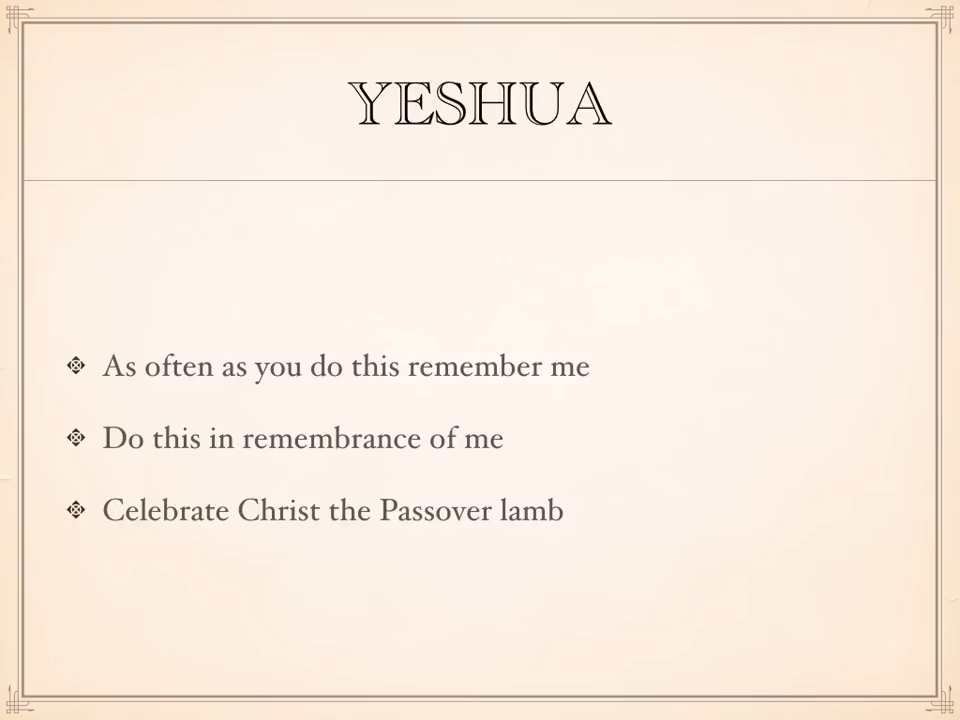 YESHUA
As often as you do this remember me
Do this in remembrance of me
Celebrate Christ the Passover lamb